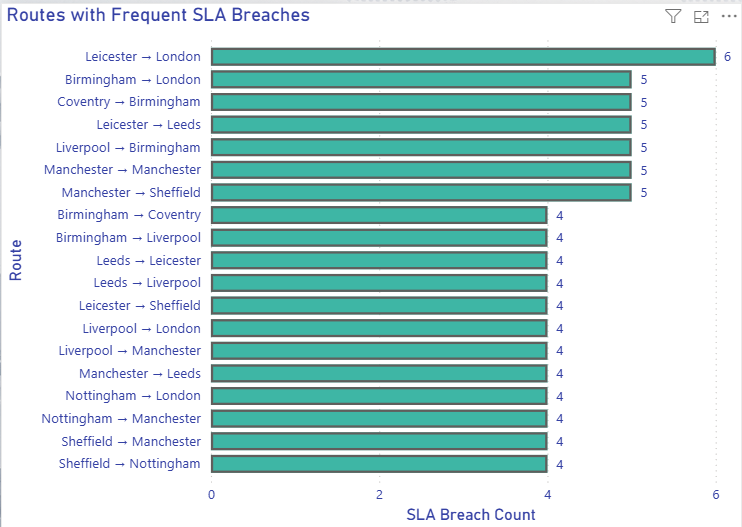 Routes with Frequent SLA Breaches
Leicester → London 6
Birmingham → London 5
Coventry → Birmingham 5
Leicester → Leeds 5
Liverpool → Birmingham 5
Manchester → Manchester 5
Manchester → Sheffield 5
Birmingham → Coventry 4
Birmingham → Liverpool 4
Leeds → Leicester 4
Leeds → Liverpool 4
Leicester → Sheffield 4
Liverpool → London 4
Liverpool → Manchester 4
Manchester → Leeds 4
Nottingham → London 4
Nottingham → Manchester 4
Sheffield → Manchester 4
Sheffield → Nottingham 4
Route
0 2 4 6
SLA Breach Count